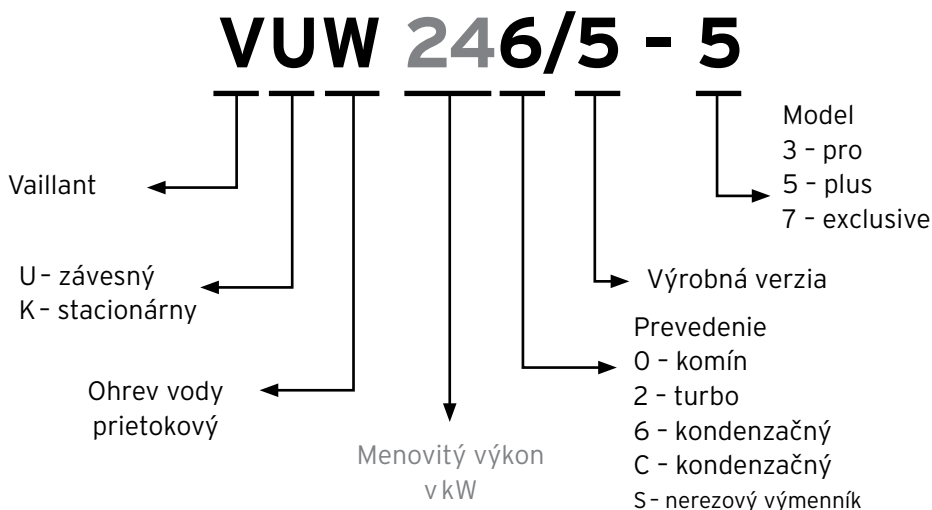 VUW 246/5 - 5
Model
3 – pro
5 – plus
7 – exclusive
Vaillant
U – závesný
K – stacionárny
Výrobná verzia
Prevedenie
0 – komín
2 – turbo
6 – kondenzačný
C – kondenzačný
S – nerezový výmenník
Ohrev vody
prietokový
Menovitý výkon
v kW